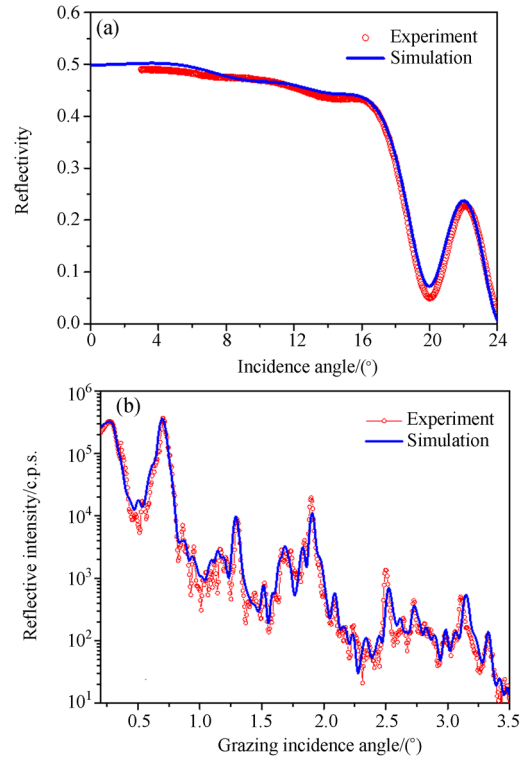 (a)
Experiment
Simulation
Reflectivity
0.6
0.5
0.4
0.3
0.2
0.1
0.0
0 4 8 12 16 20 24
Incidence angle/(°)
(b)
Experiment
Simulation
Reflective intensity/c.p.s.
10⁶
10⁵
10⁴
10³
10²
10¹
0.5 1.0 1.5 2.0 2.5 3.0 3.5
Grazing incidence angle/(°)